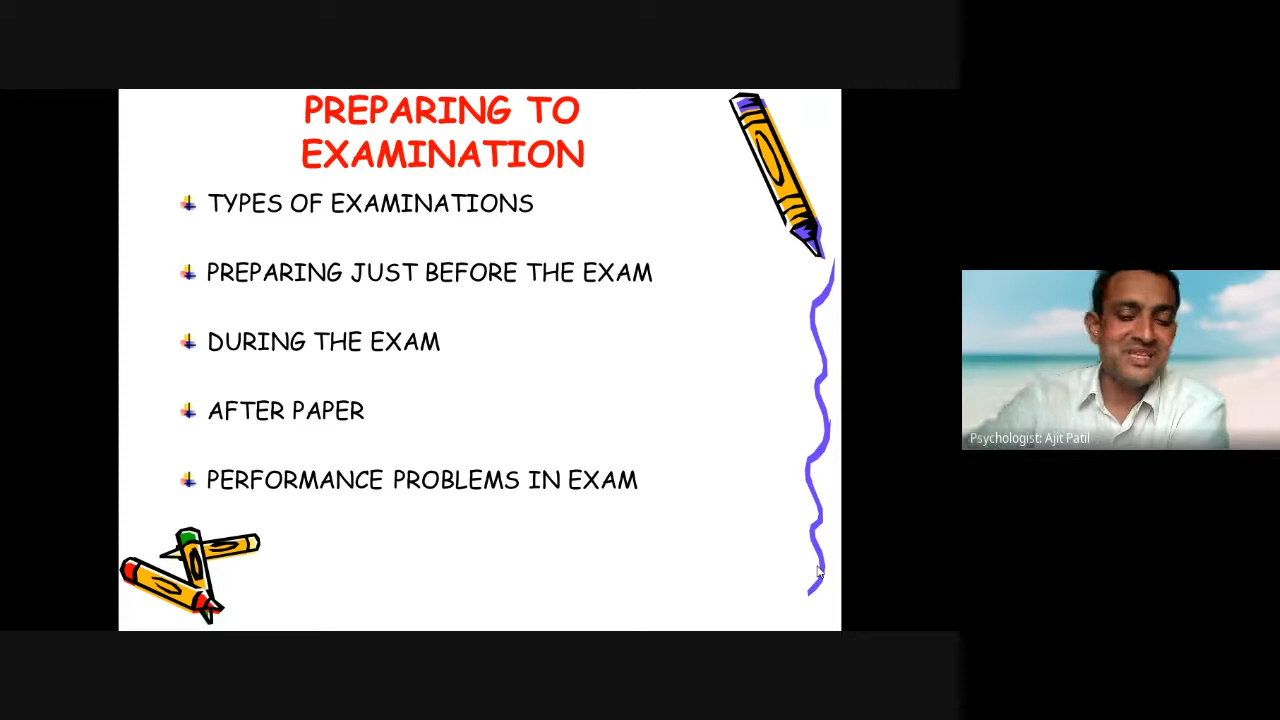 PREPARING TO
EXAMINATION
TYPES OF EXAMINATIONS
PREPARING JUST BEFORE THE EXAM
DURING THE EXAM
AFTER PAPER
PERFORMANCE PROBLEMS IN EXAM
Psychologist: Ajit Patil